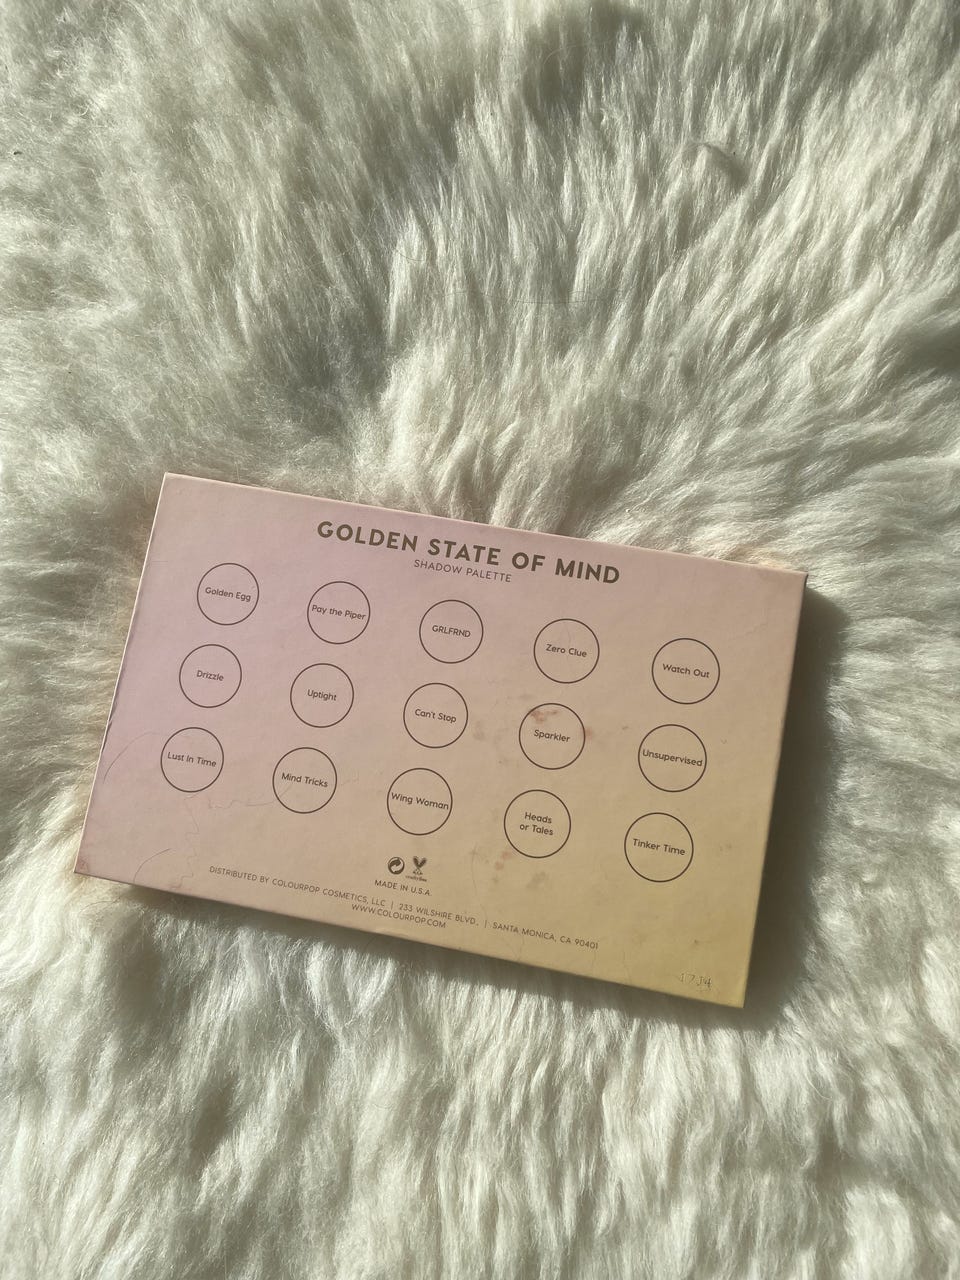 GOLDEN STATE OF MIND
SHADOW PALETTE
Golden Egg
Pay the Piper
GRLFRND
Zero Clue
Watch Out
Drizzle
Uptight
Can't Stop
Sparkler
Unsupervised
Lust In Time
Mind Tricks
Wing Woman
Heads
or Tales
Tinker Time
MADE IN U.S.A.
DISTRIBUTED BY COLOURPOP COSMETICS, LLC | 233 WILSHIRE BLVD. | SANTA MONICA, CA 90401
WWW.COLOURPOP.COM